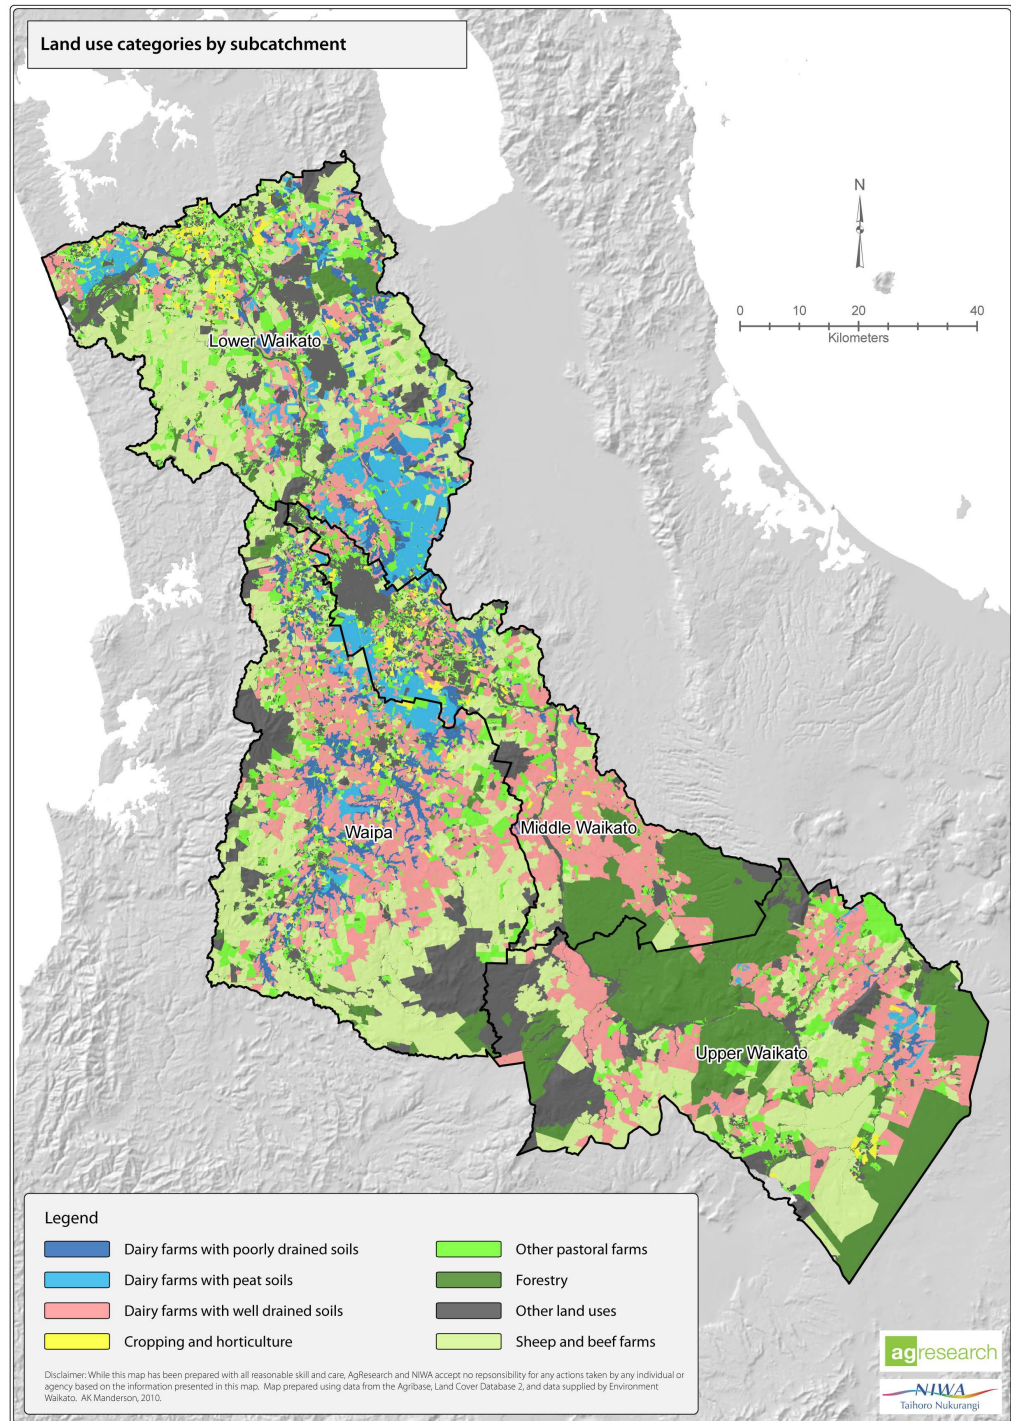 Land use categories by subcatchment
N
0 10 20 40
Kilometers
Lower Waikato
Waipa
Middle Waikato
Upper Waikato
Legend
Dairy farms with poorly drained soils
Dairy farms with peat soils
Dairy farms with well drained soils
Cropping and horticulture
Other pastoral farms
Forestry
Other land uses
Sheep and beef farms
Disclaimer: While this map has been prepared with all reasonable skill and care, AgResearch and NIWA accept no repsonsibility for any actions taken by any individual or
agency based on the information presented in this map. Map prepared using data from the Agribase, Land Cover Database 2, and data supplied by Environment
Waikato. AK Manderson, 2010.
agresearch
NIWA
Taihoro Nukurangi